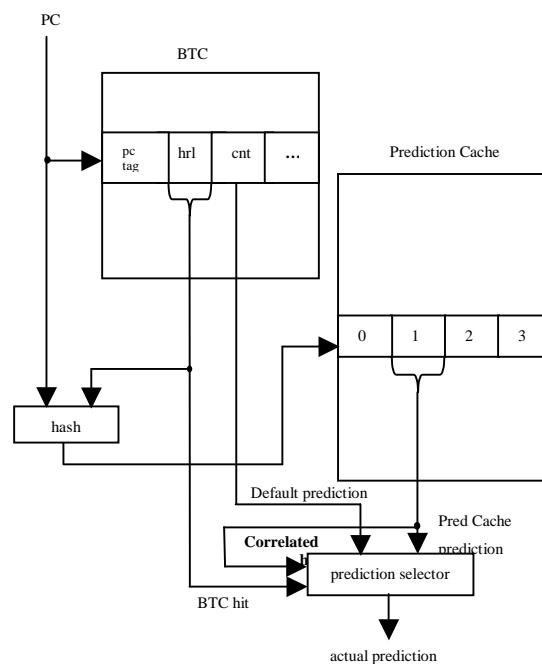 PC
BTC
pc
tag
hrl
cnt
...
Prediction Cache
0
1
2
3
hash
Default prediction
Pred Cache
prediction
Correlated
prediction selector
BTC hit
actual prediction